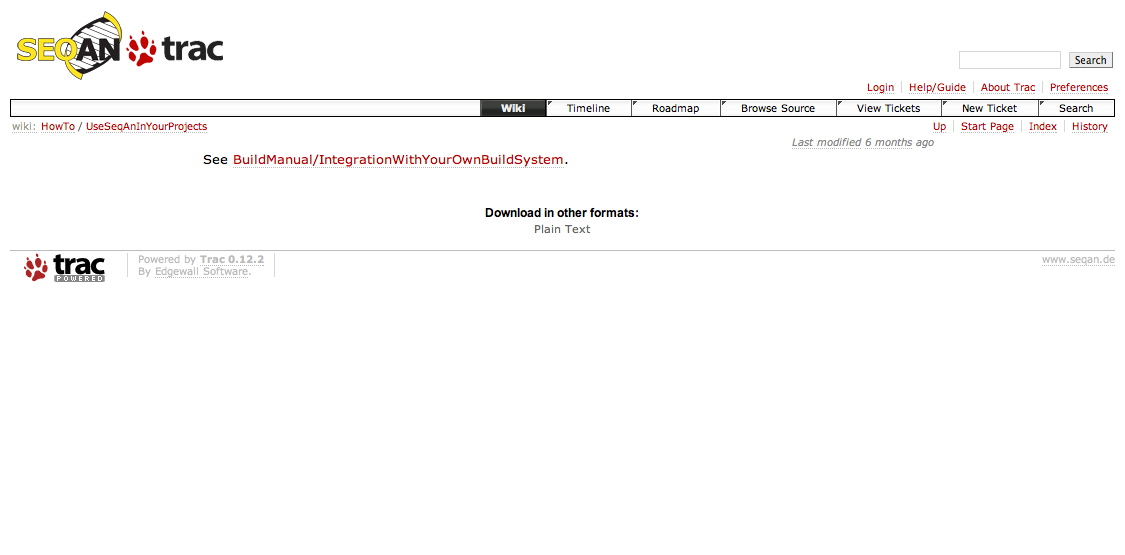 SEQAN trac
Search
Login Help/Guide About Trac Preferences
Wiki Timeline Roadmap Browse Source View Tickets New Ticket Search
wiki: HowTo / UseSeqAnInYourProjects Up Start Page Index History
Last modified 6 months ago
See BuildManual/IntegrationWithYourOwnBuildSystem.
Download in other formats:
Plain Text
trac POWERED
Powered by Trac 0.12.2 www.seqan.de
By Edgewall Software.